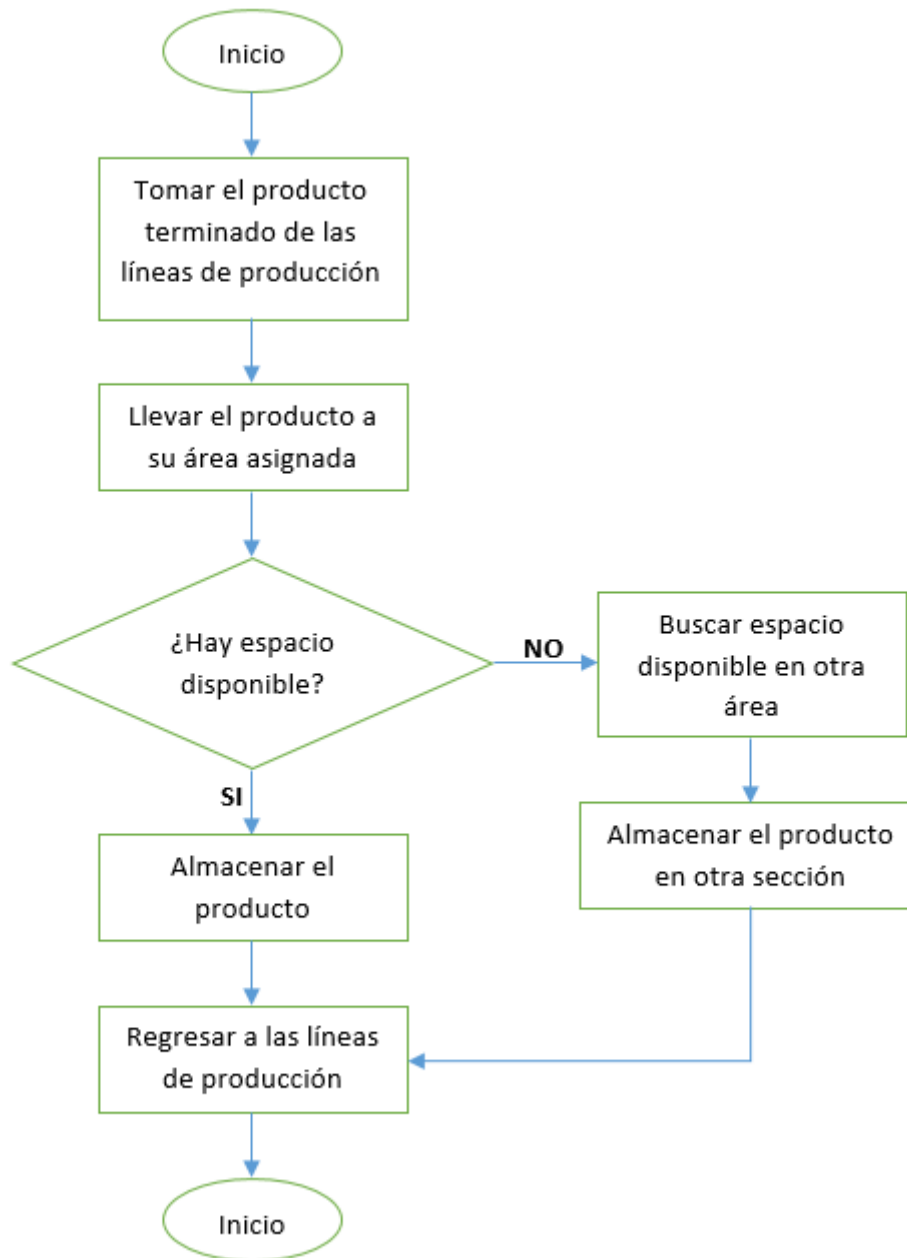 Inicio
Tomar el producto
terminado de las
líneas de producción
Llevar el producto a
su área asignada
¿Hay espacio
disponible?
NO
Buscar espacio
disponible en otra
área
SI
Almacenar el
producto
Almacenar el producto
en otra sección
Regresar a las líneas
de producción
Inicio